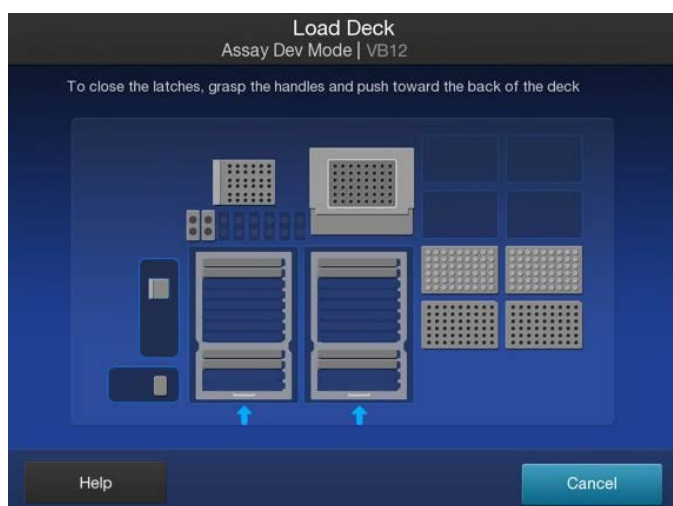 Load Deck
Assay Dev Mode | VB12
To close the latches, grasp the handles and push toward the back of the deck
Help
Cancel